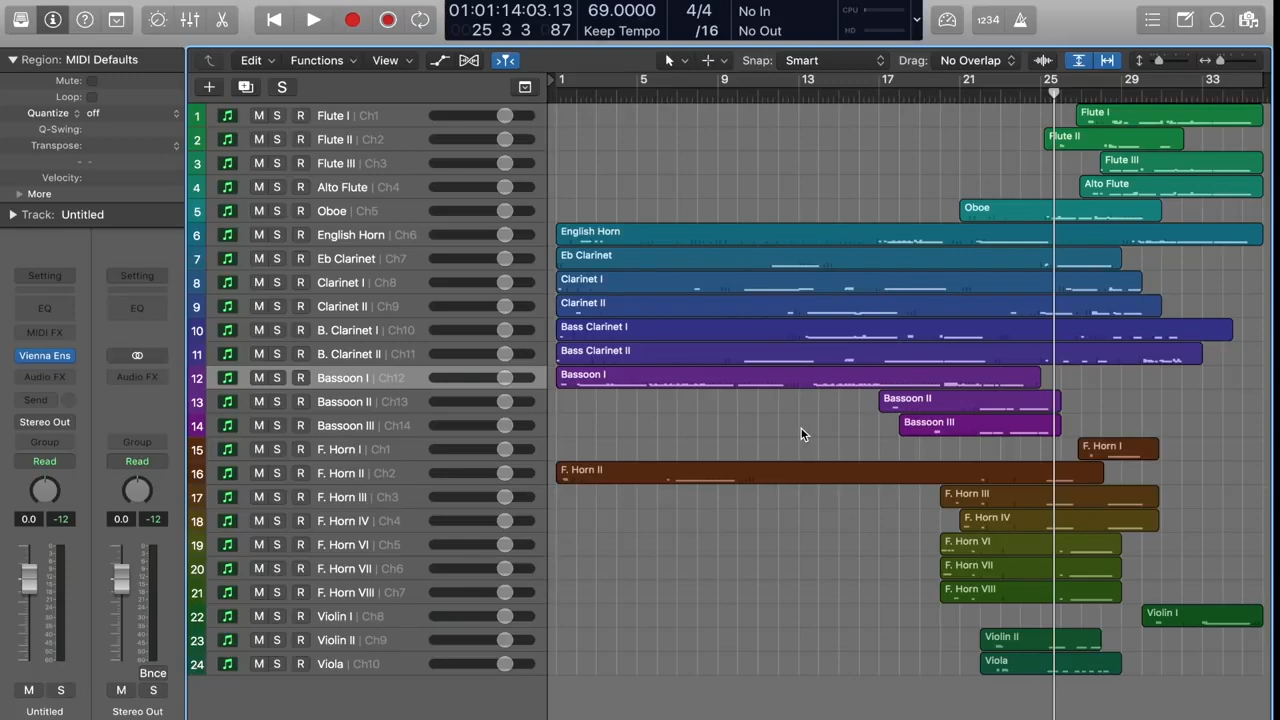 01:01:14:03.13 69.0000 4/4 No In CPU
25 3 3 87 Keep Tempo /16 No Out HD
1234
Region: MIDI Defaults
Edit Functions View Snap: Smart Drag: No Overlap
Mute:
Loop:
Quantize off
Q-Swing:
Transpose:
- -
Velocity:
More
Track: Untitled
Setting Setting
EQ EQ
MIDI FX
Vienna Ens
Audio FX Audio FX
Send
Stereo Out
Group Group
Read Read
0.0 -12 0.0 -12
Bnce
M S M S
Untitled Stereo Out
S
1 5 9 13 17 21 25 29 33
1 M S R Flute I | Ch1
2 M S R Flute II | Ch2
3 M S R Flute III | Ch3
4 M S R Alto Flute | Ch4
5 M S R Oboe | Ch5
6 M S R English Horn | Ch6
7 M S R Eb Clarinet | Ch7
8 M S R Clarinet I | Ch8
9 M S R Clarinet II | Ch9
10 M S R B. Clarinet I | Ch10
11 M S R B. Clarinet II | Ch11
12 M S R Bassoon I | Ch12
13 M S R Bassoon II | Ch13
14 M S R Bassoon III | Ch14
15 M S R F. Horn I | Ch1
16 M S R F. Horn II | Ch2
17 M S R F. Horn III | Ch3
18 M S R F. Horn IV | Ch4
19 M S R F. Horn VI | Ch5
20 M S R F. Horn VII | Ch6
21 M S R F. Horn VIII | Ch7
22 M S R Violin I | Ch8
23 M S R Violin II | Ch9
24 M S R Viola | Ch10
Flute I
Flute II
Flute III
Alto Flute
Oboe
English Horn
Eb Clarinet
Clarinet I
Clarinet II
Bass Clarinet I
Bass Clarinet II
Bassoon I
Bassoon II
Bassoon III
F. Horn I
F. Horn II
F. Horn III
F. Horn IV
F. Horn VI
F. Horn VII
F. Horn VIII
Violin I
Violin II
Viola